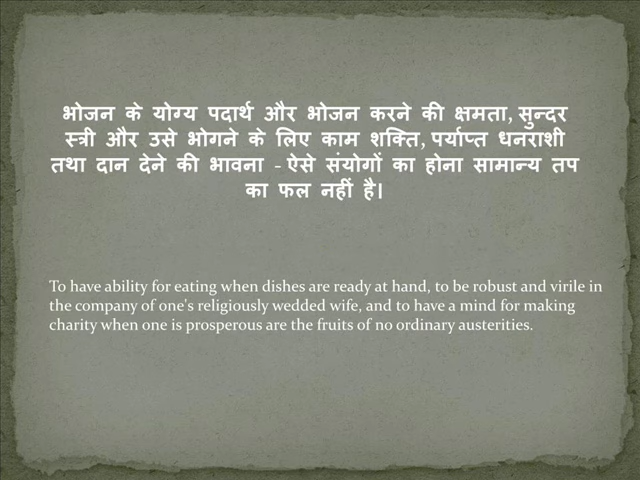 भोजन के योग्य पदार्थ और भोजन करने की क्षमता, सुन्दर
स्त्री और उसे भोगने के लिए काम शक्ति, पर्याप्त धनराशी
तथा दान देने की भावना - ऐसे संयोगों का होना सामान्य तप
का फल नहीं है।
To have ability for eating when dishes are ready at hand, to be robust and virile in
the company of one's religiously wedded wife, and to have a mind for making
charity when one is prosperous are the fruits of no ordinary austerities.